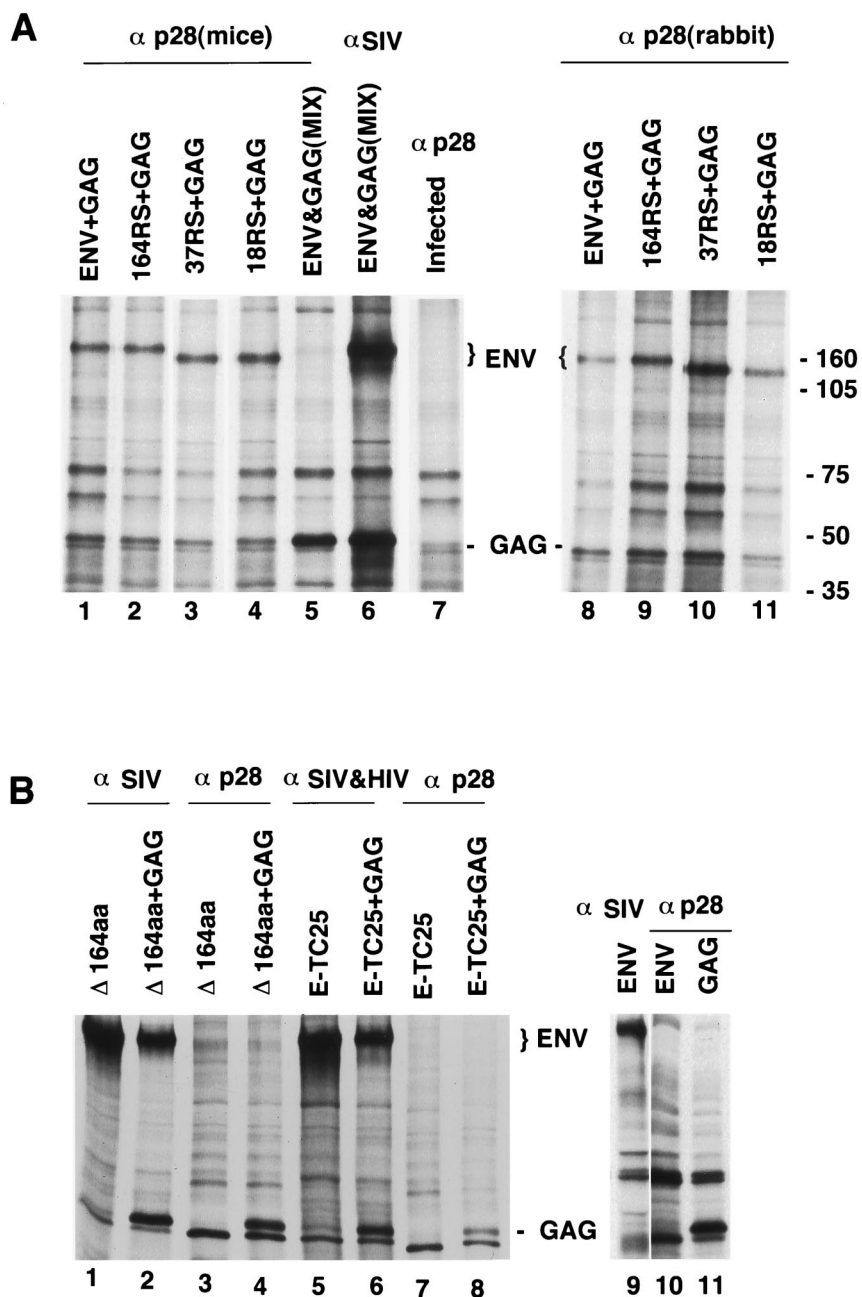 A
α p28(mice) αSIV α p28(rabbit)
α p28
ENV+GAG 164RS+GAG 37RS+GAG 18RS+GAG ENV&GAG(MIX) ENV&GAG(MIX) Infected ENV+GAG 164RS+GAG 37RS+GAG 18RS+GAG
} ENV { - 160
- 105
- 75
- 50
- GAG -
- 35
1 2 3 4 5 6 7 8 9 10 11
B
α SIV α p28 α SIV&HIV α p28
α SIV α p28
Δ 164aa Δ 164aa+GAG Δ 164aa Δ 164aa+GAG E-TC25 E-TC25+GAG E-TC25 E-TC25+GAG ENV ENV GAG
} ENV
- GAG
1 2 3 4 5 6 7 8 9 10 11